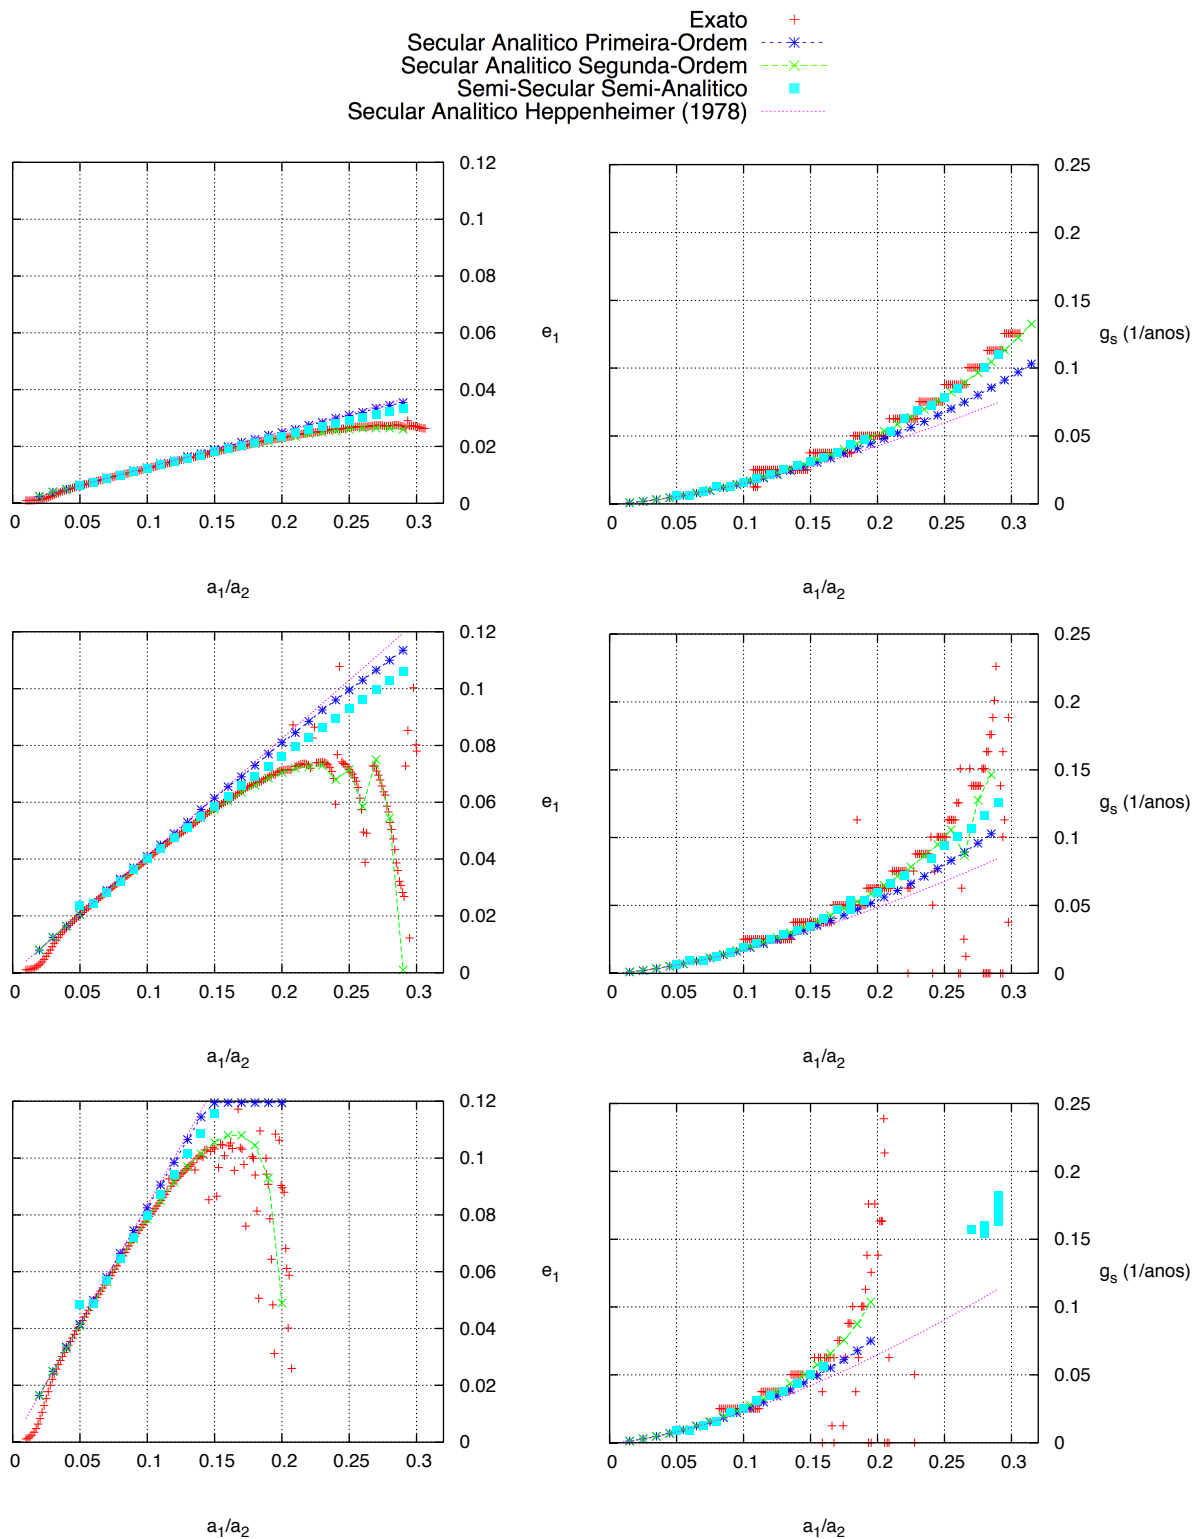 Exato
Secular Analitico Primeira-Ordem
Secular Analitico Segunda-Ordem
Semi-Secular Semi-Analitico
Secular Analitico Heppenheimer (1978)
0.12
0.1
0.08
0.06
0.04
0.02
0
e1
0 0.05 0.1 0.15 0.2 0.25 0.3
a1/a2
0.25
0.2
0.15
0.1
0.05
0
gs (1/anos)
0 0.05 0.1 0.15 0.2 0.25 0.3
a1/a2
0.12
0.1
0.08
0.06
0.04
0.02
0
e1
0 0.05 0.1 0.15 0.2 0.25 0.3
a1/a2
0.25
0.2
0.15
0.1
0.05
0
gs (1/anos)
0 0.05 0.1 0.15 0.2 0.25 0.3
a1/a2
0.12
0.1
0.08
0.06
0.04
0.02
0
e1
0 0.05 0.1 0.15 0.2 0.25 0.3
a1/a2
0.25
0.2
0.15
0.1
0.05
0
gs (1/anos)
0 0.05 0.1 0.15 0.2 0.25 0.3
a1/a2